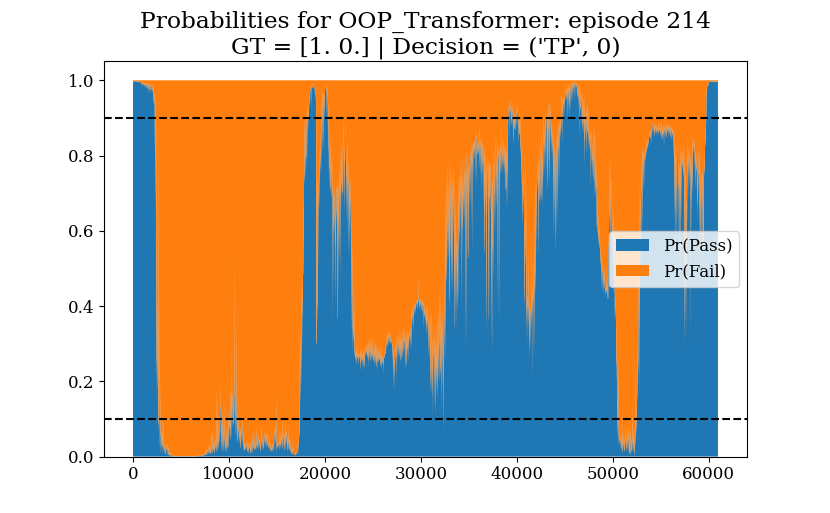 Probabilities for OOP_Transformer: episode 214
GT = [1. 0.] | Decision = ('TP', 0)
1.0
0.8
0.6
0.4
0.2
0.0
Pr(Pass)
Pr(Fail)
0 10000 20000 30000 40000 50000 60000